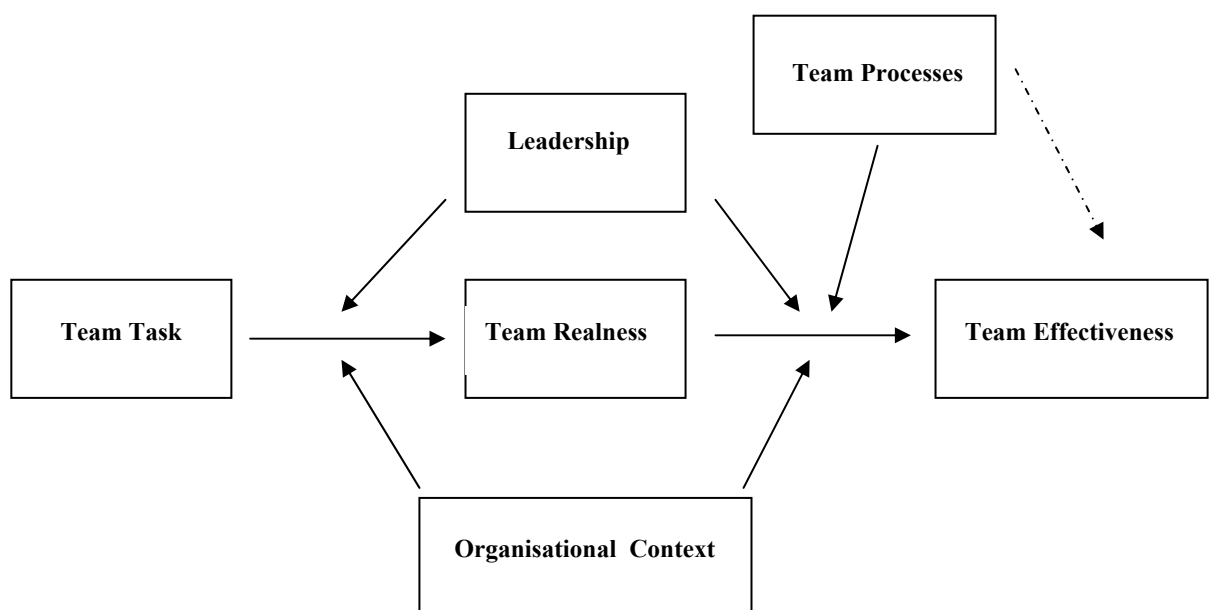 Team Processes
Leadership
Team Task
Team Realness
Team Effectiveness
Organisational Context